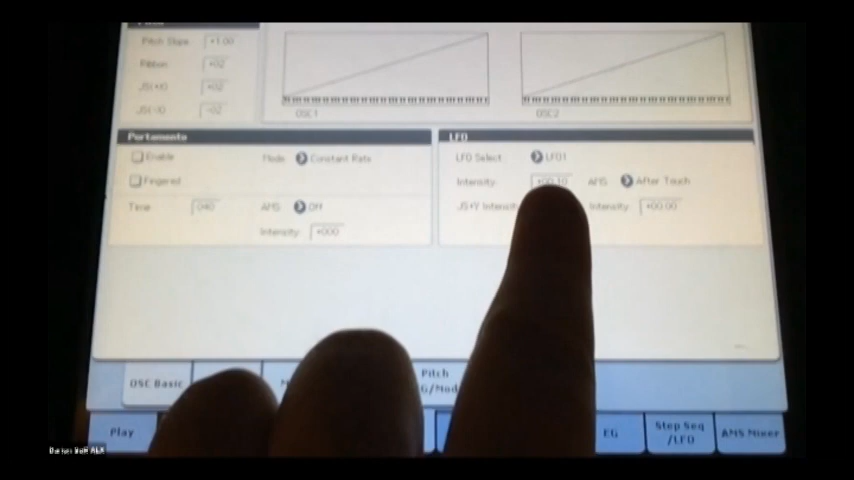 Pitch Slope +1.00
Ribbon +02
JS(+X) +02
JS(-X) -02
OSC1
OSC2
Portamento
Enable
Mode Constant Rate
Fingered
Time 040
AMS Off
Intensity +000
LFO
LFO Select LFO1
Intensity +00.10 AMS After Touch
JS+Y Intensity Intensity +00.00
OSC Basic
Pitch
Play
EG
Step Seq
/LFO
AMS Mixer